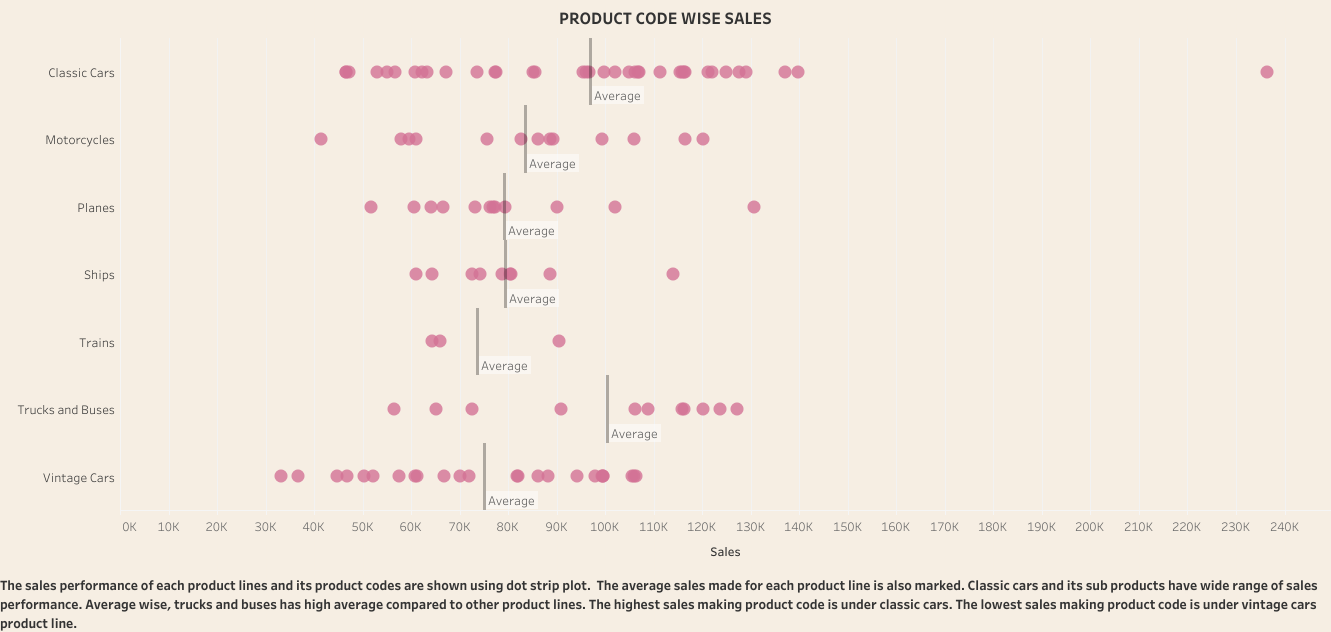 PRODUCT CODE WISE SALES
Classic Cars
Average
Motorcycles
Average
Planes
Average
Ships
Average
Trains
Average
Trucks and Buses
Average
Vintage Cars
Average
0K 10K 20K 30K 40K 50K 60K 70K 80K 90K 100K 110K 120K 130K 140K 150K 160K 170K 180K 190K 200K 210K 220K 230K 240K
Sales
The sales performance of each product lines and its product codes are shown using dot strip plot.  The average sales made for each product line is also marked. Classic cars and its sub products have wide range of sales
performance. Average wise, trucks and buses has high average compared to other product lines. The highest sales making product code is under classic cars. The lowest sales making product code is under vintage cars
product line.